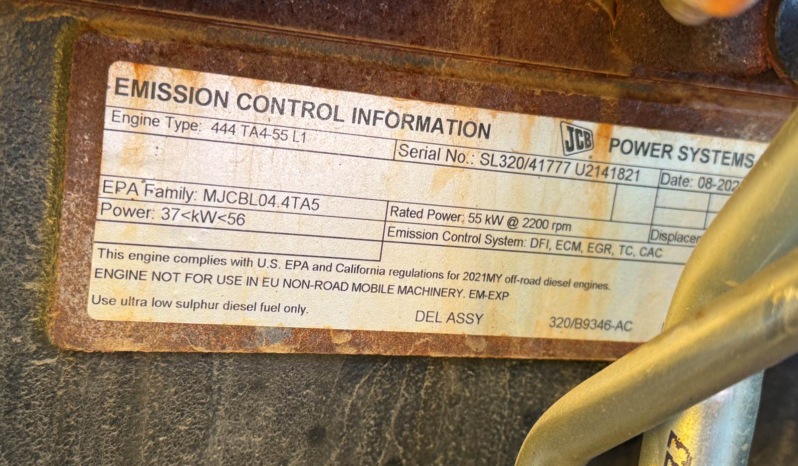 EMISSION CONTROL INFORMATION
JCB POWER SYSTEMS
Engine Type: 444 TA4-55 L1
Serial No.: SL320/41777 U2141821
Date: 08-202
EPA Family: MJCBL04.4TA5
Power: 37<kW<56
Rated Power: 55 kW @ 2200 rpm
Emission Control System: DFI, ECM, EGR, TC, CAC
This engine complies with U.S. EPA and California regulations for 2021MY off-road diesel engines.
ENGINE NOT FOR USE IN EU NON-ROAD MOBILE MACHINERY. EM-EXP
Use ultra low sulphur diesel fuel only.
DEL ASSY
320/B9346-AC